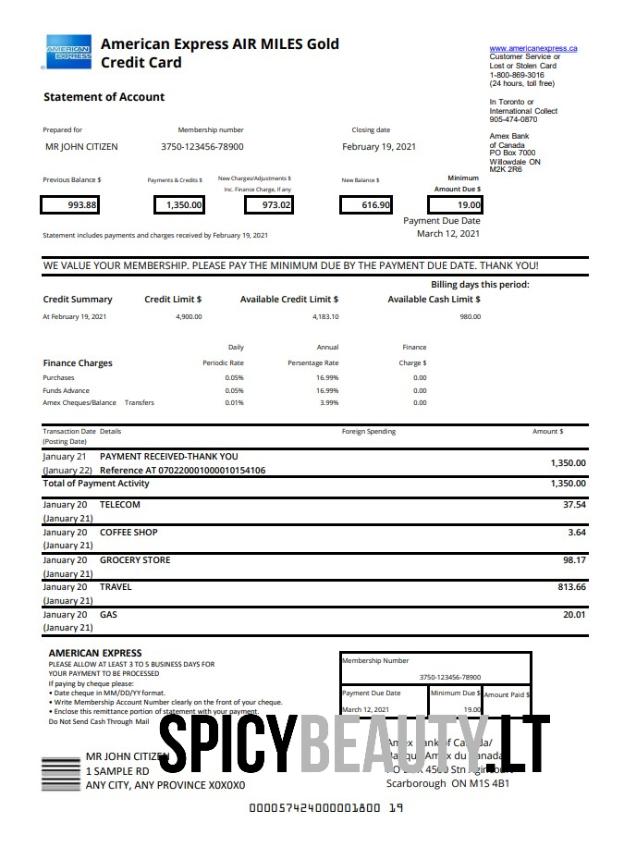 AMERICAN EXPRESS
American Express AIR MILES Gold
Credit Card
www.americanexpress.ca
Customer Service or
Lost or Stolen Card
1-800-869-3016
(24 hours, toll free)
In Toronto or
International Collect
905-474-0870
Amex Bank
of Canada
PO Box 7000
Willowdale ON
M2K 2R6
Statement of Account
Prepared for Membership number Closing date
MR JOHN CITIZEN 3750-123456-78900 February 19, 2021
Previous Balance $ Payments & Credits $ New Charges/Adjustments $ Inc. Finance Charge, if any New Balance $ Minimum Amount Due $
993.88 1,350.00 973.02 616.90 19.00
Payment Due Date
Statement includes payments and charges received by February 19, 2021 March 12, 2021
WE VALUE YOUR MEMBERSHIP. PLEASE PAY THE MINIMUM DUE BY THE PAYMENT DUE DATE. THANK YOU!
Billing days this period:
Credit Summary Credit Limit $ Available Credit Limit $ Available Cash Limit $
At February 19, 2021 4,900.00 4,183.10 980.00
Daily Annual Finance
Finance Charges Periodic Rate Persentage Rate Charge $
Purchases 0.05% 16.99% 0.00
Funds Advance 0.05% 16.99% 0.00
Amex Cheques/Balance Transfers 0.01% 3.99% 0.00
Transaction Date Details Foreign Spending Amount $
(Posting Date)
January 21 PAYMENT RECEIVED-THANK YOU
(January 22) Reference AT 070220001000010154106 1,350.00
Total of Payment Activity 1,350.00
January 20 TELECOM 37.54
(January 21)
January 20 COFFEE SHOP 3.64
(January 21)
January 20 GROCERY STORE 98.17
(January 21)
January 20 TRAVEL 813.66
(January 21)
January 20 GAS 20.01
(January 21)
AMERICAN EXPRESS
PLEASE ALLOW AT LEAST 3 TO 5 BUSINESS DAYS FOR
YOUR PAYMENT TO BE PROCESSED
If paying by cheque please:
• Date cheque in MM/DD/YY format.
• Write Membership Account Number clearly on the front of your cheque.
• Enclose this remittance portion of statement with your payment.
Do Not Send Cash Through Mail
Membership Number
3750-123456-78900
Payment Due Date Minimum Due $ Amount Paid $
March 12, 2021 19.00
SPICYBEAUTY.LT
MR JOHN CITIZEN
1 SAMPLE RD
ANY CITY, ANY PROVINCE X0X0X0
Amex Bank of Canada/
Banque Amex du Canada
PO Box 4500 Stn Agincourt
Scarborough ON M1S 4B1
000057424000001800 19